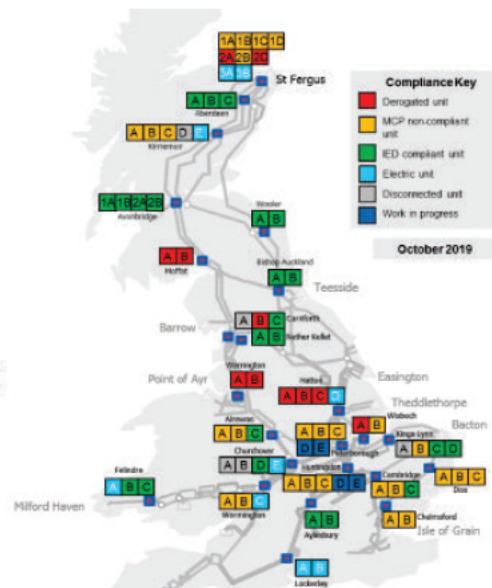 1A 1B 1C 1D
2A 2B 2D
3A 3B
St Fergus
A B C
Aberdeen
A B C D E
Kirriemuir
1A 1B 2A 2B
Avonbridge
Wooler
A B
A B
Moffat
Bishop Auckland
A B
Teesside
Barrow
A B C Carnforth
A B Nether Kellet
Point of Ayr
Warrington
A B
Easington
Hatton
A B C D
Theddlethorpe
Wisbech
A B
Bacton
Alrewas
A B C
A B C
D E
Peterborough
Kings Lynn
A B C D
Churchover
A B D E
Huntingdon
A B C D E
Cambridge
A B C
A B C
Diss
Felindre
A B C
Milford Haven
A B C
Wormington
A B
Aylesbury
A B
Chelmsford
Isle of Grain
A B
Lockerley
Compliance Key
Derogated unit
MCP non-compliant
unit
IED compliant unit
Electric unit
Disconnected unit
Work in progress
October 2019